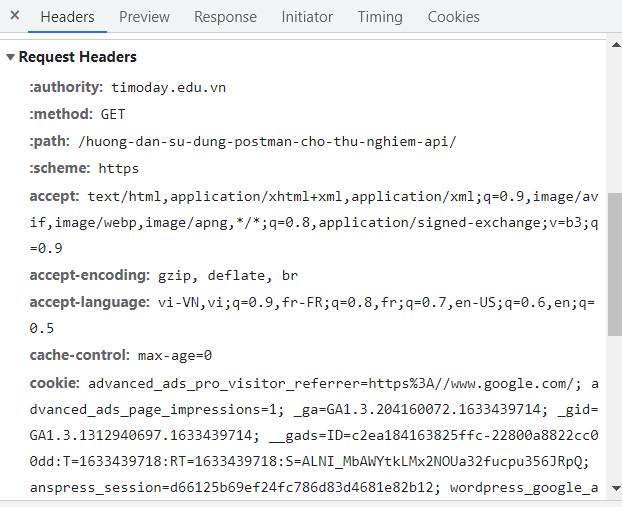 × Headers Preview Response Initiator Timing Cookies
▼ Request Headers
:authority: timoday.edu.vn
:method: GET
:path: /huong-dan-su-dung-postman-cho-thu-nghiem-api/
:scheme: https
accept: text/html,application/xhtml+xml,application/xml;q=0.9,image/av
if,image/webp,image/apng,*/*;q=0.8,application/signed-exchange;v=b3;q
=0.9
accept-encoding: gzip, deflate, br
accept-language: vi-VN,vi;q=0.9,fr-FR;q=0.8,fr;q=0.7,en-US;q=0.6,en;q=
0.5
cache-control: max-age=0
cookie: advanced_ads_pro_visitor_referrer=https%3A//www.google.com/; a
dvanced_ads_page_impressions=1; _ga=GA1.3.204160072.1633439714; _gid=
GA1.3.1312940697.1633439714; __gads=ID=c2ea184163825ffc-22800a8822cc0
0dd:T=1633439718:RT=1633439718:S=ALNI_MbAWYtkLMx2NOUa32fucpu356JRpQ;
anspress_session=d66125b69ef24fc786d83d4681e82b12; wordpress_google_a